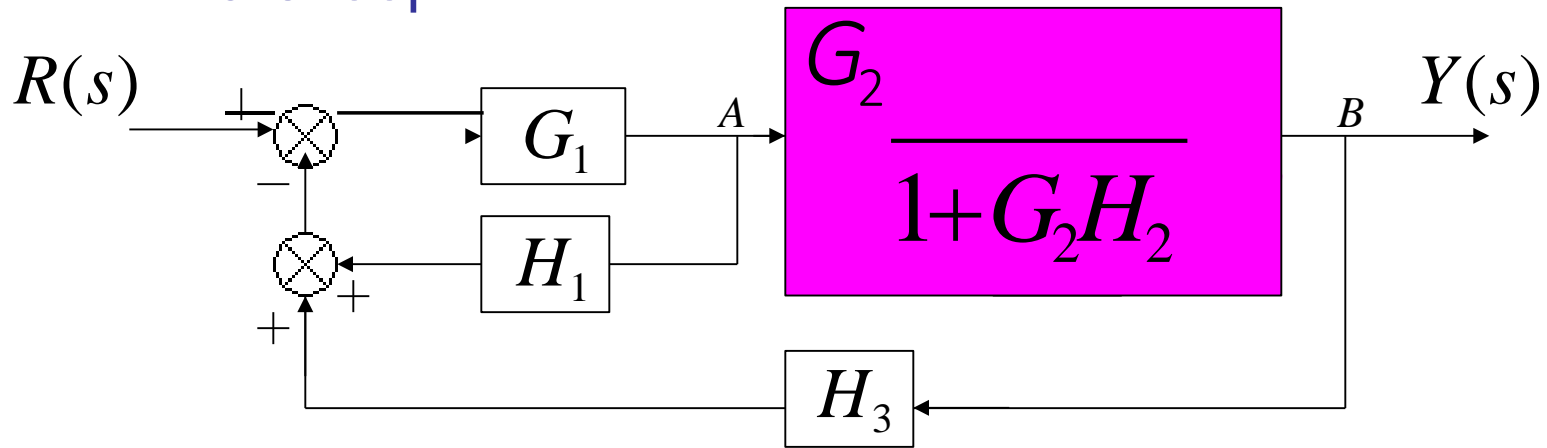 R(s)
+
−
G₁
A
G₂
1+G₂H₂
B
Y(s)
H₁
+
+
H₃